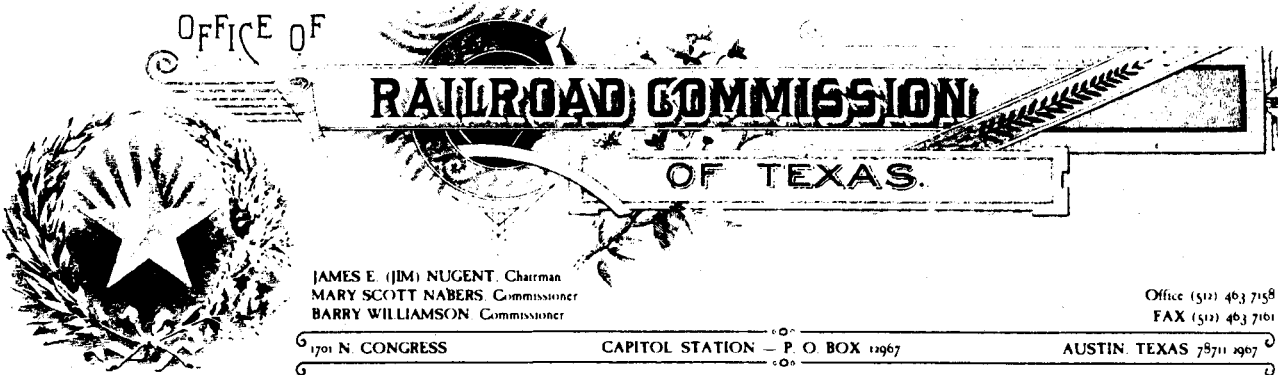 OFFICE OF
RAILROAD COMMISSION
OF TEXAS.
JAMES E. (JIM) NUGENT, Chairman
MARY SCOTT NABERS, Commissioner
BARRY WILLIAMSON, Commissioner
Office (512) 463 7158
FAX (512) 463 7161
1701 N. CONGRESS CAPITOL STATION — P. O. BOX 12967 AUSTIN, TEXAS 78711 2967